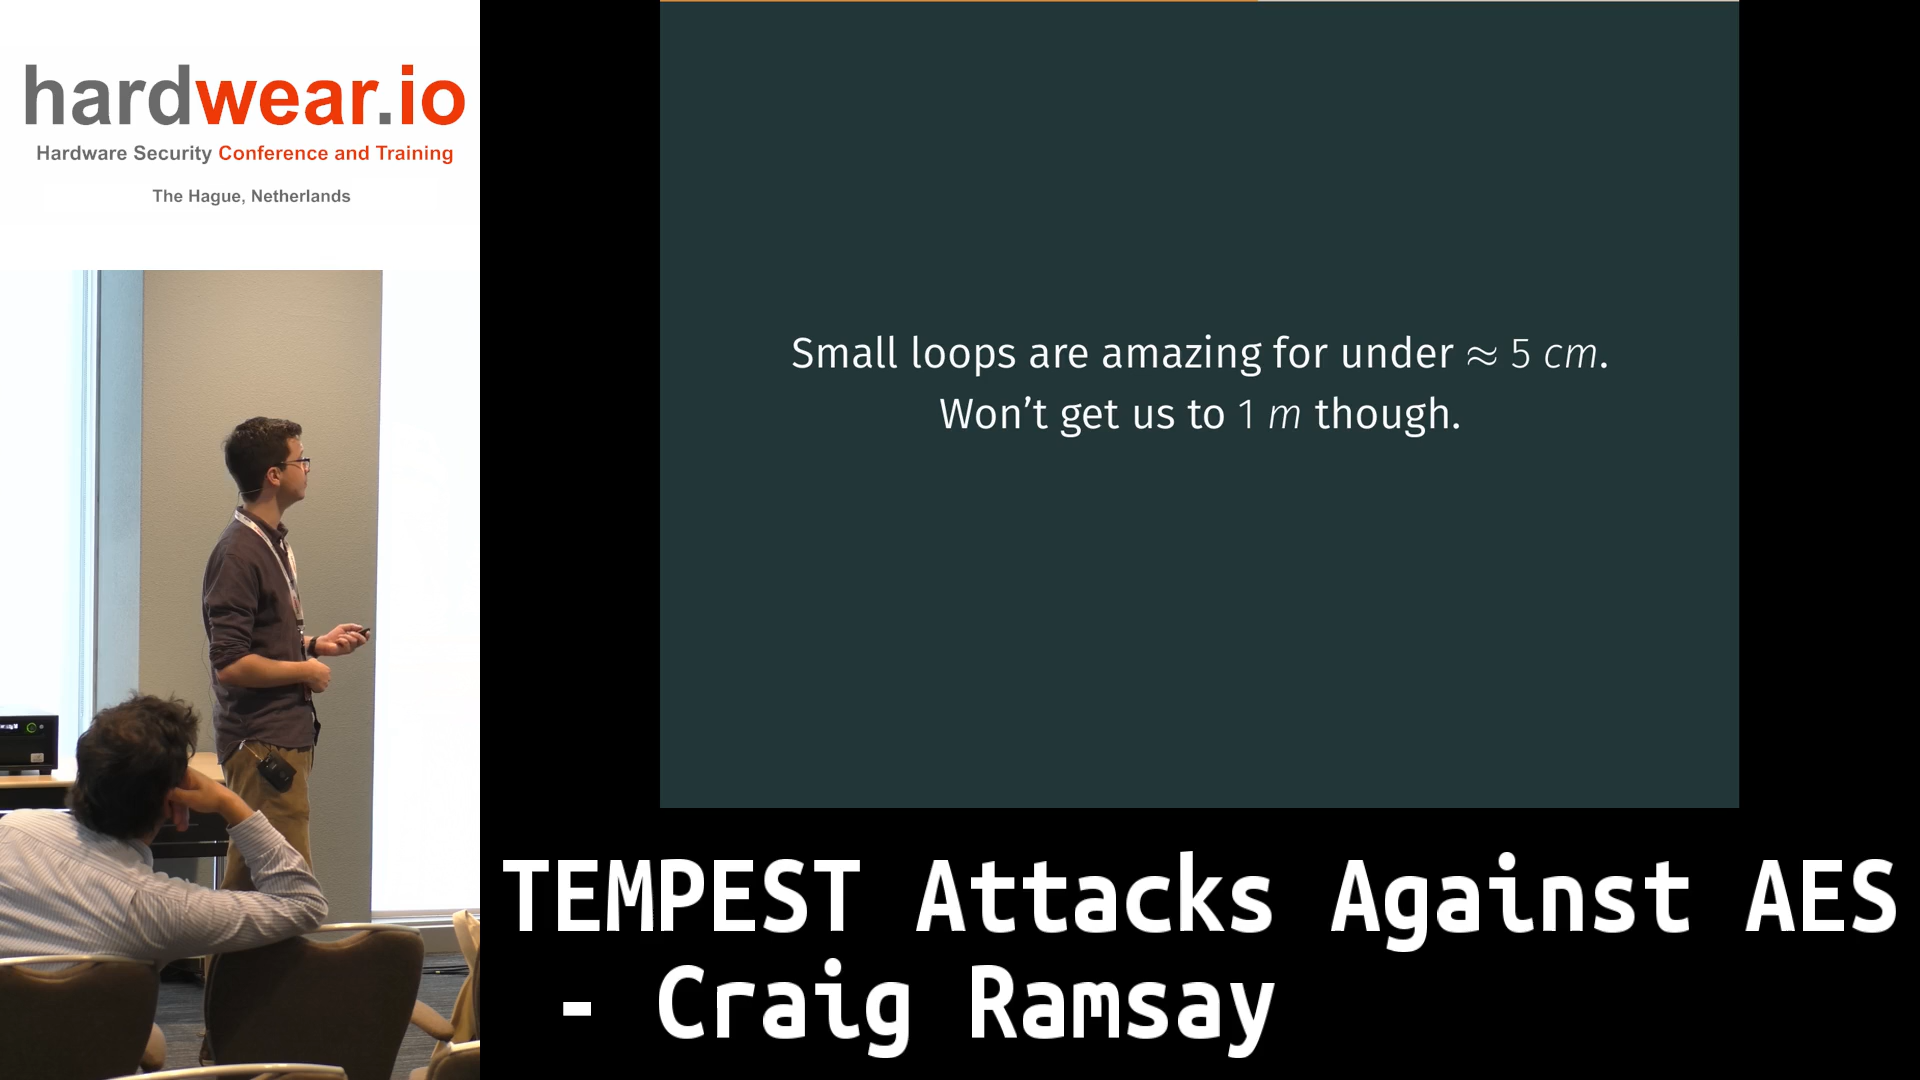 hardwear.io
Hardware Security Conference and Training
The Hague, Netherlands
Small loops are amazing for under ≈ 5 cm.
Won't get us to 1 m though.
TEMPEST Attacks Against AES
- Craig Ramsay